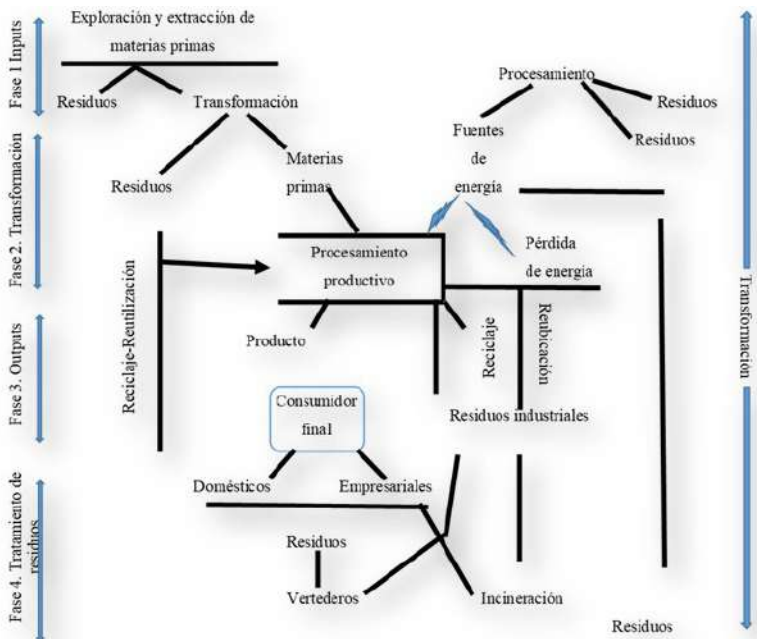 Exploración y extracción de
materias primas
Procesamiento
Residuos
Transformación
Residuos
Residuos
Fuentes
de
energía
Materias
primas
Residuos
Procesamiento
productivo
Pérdida
de energía
Producto
Reciclaje
Reubicación
Reciclaje-Reutilización
Consumidor
final
Residuos industriales
Domésticos
Empresariales
Residuos
Vertederos
Incineración
Residuos
Fase 1 Inputs
Fase 2. Transformación
Fase 3. Outputs
Fase 4. Tratamiento de
residuos
Transformación